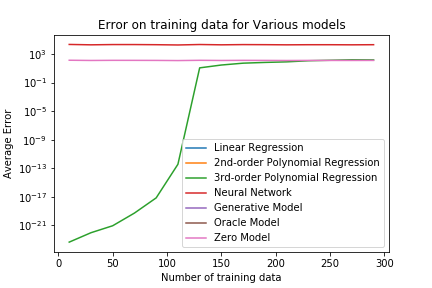 Error on training data for Various models
Average Error
10^3
10^-1
10^-5
10^-9
10^-13
10^-17
10^-21
Linear Regression
2nd-order Polynomial Regression
3rd-order Polynomial Regression
Neural Network
Generative Model
Oracle Model
Zero Model
0 50 100 150 200 250 300
Number of training data